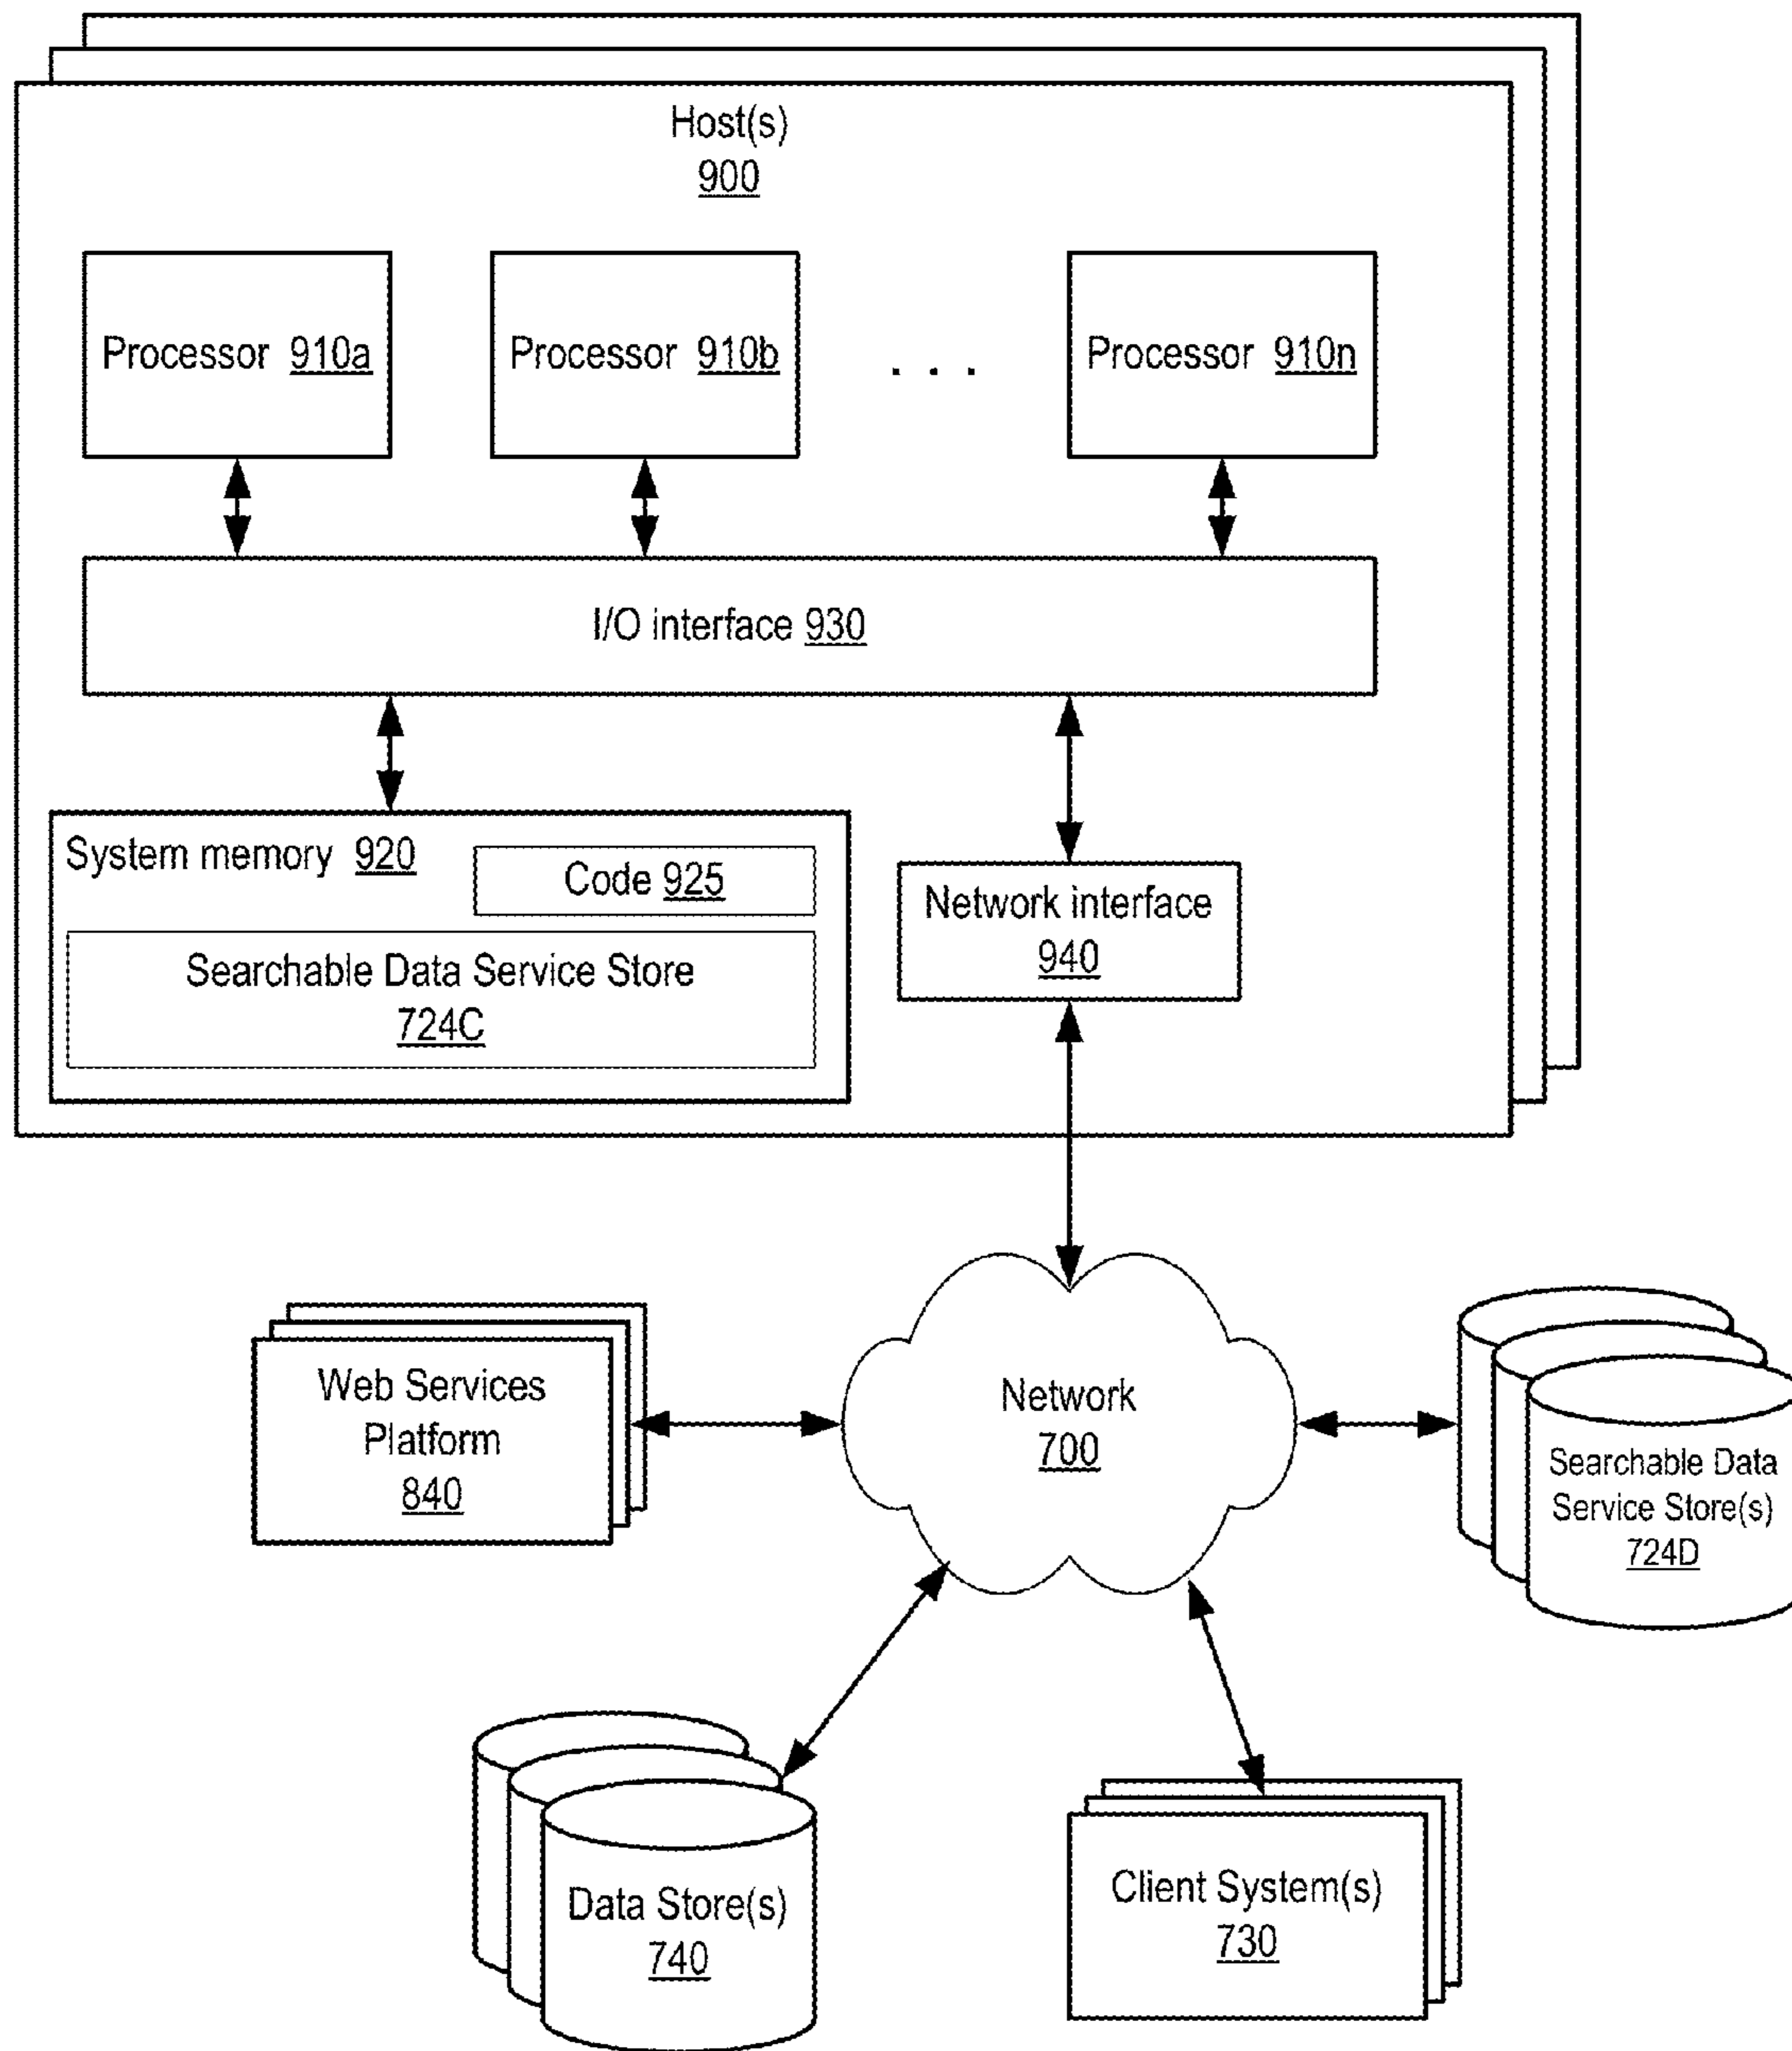 Host(s)
900
Processor 910a
Processor 910b
. . .
Processor 910n
I/O interface 930
System memory 920
Code 925
Searchable Data Service Store
724C
Network interface
940
Web Services
Platform
840
Network
700
Searchable Data
Service Store(s)
724D
Data Store(s)
740
Client System(s)
730